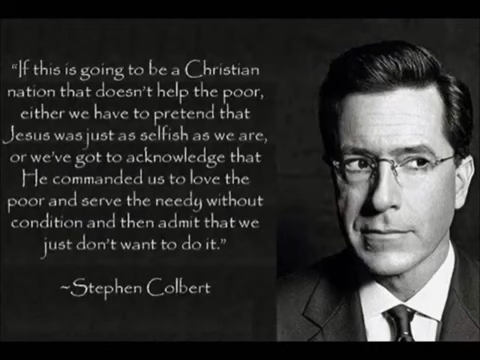 “If this is going to be a Christian
nation that doesn’t help the poor,
either we have to pretend that
Jesus was just as selfish as we are,
or we’ve got to acknowledge that
He commanded us to love the
poor and serve the needy without
condition and then admit that we
just don’t want to do it.”
~Stephen Colbert